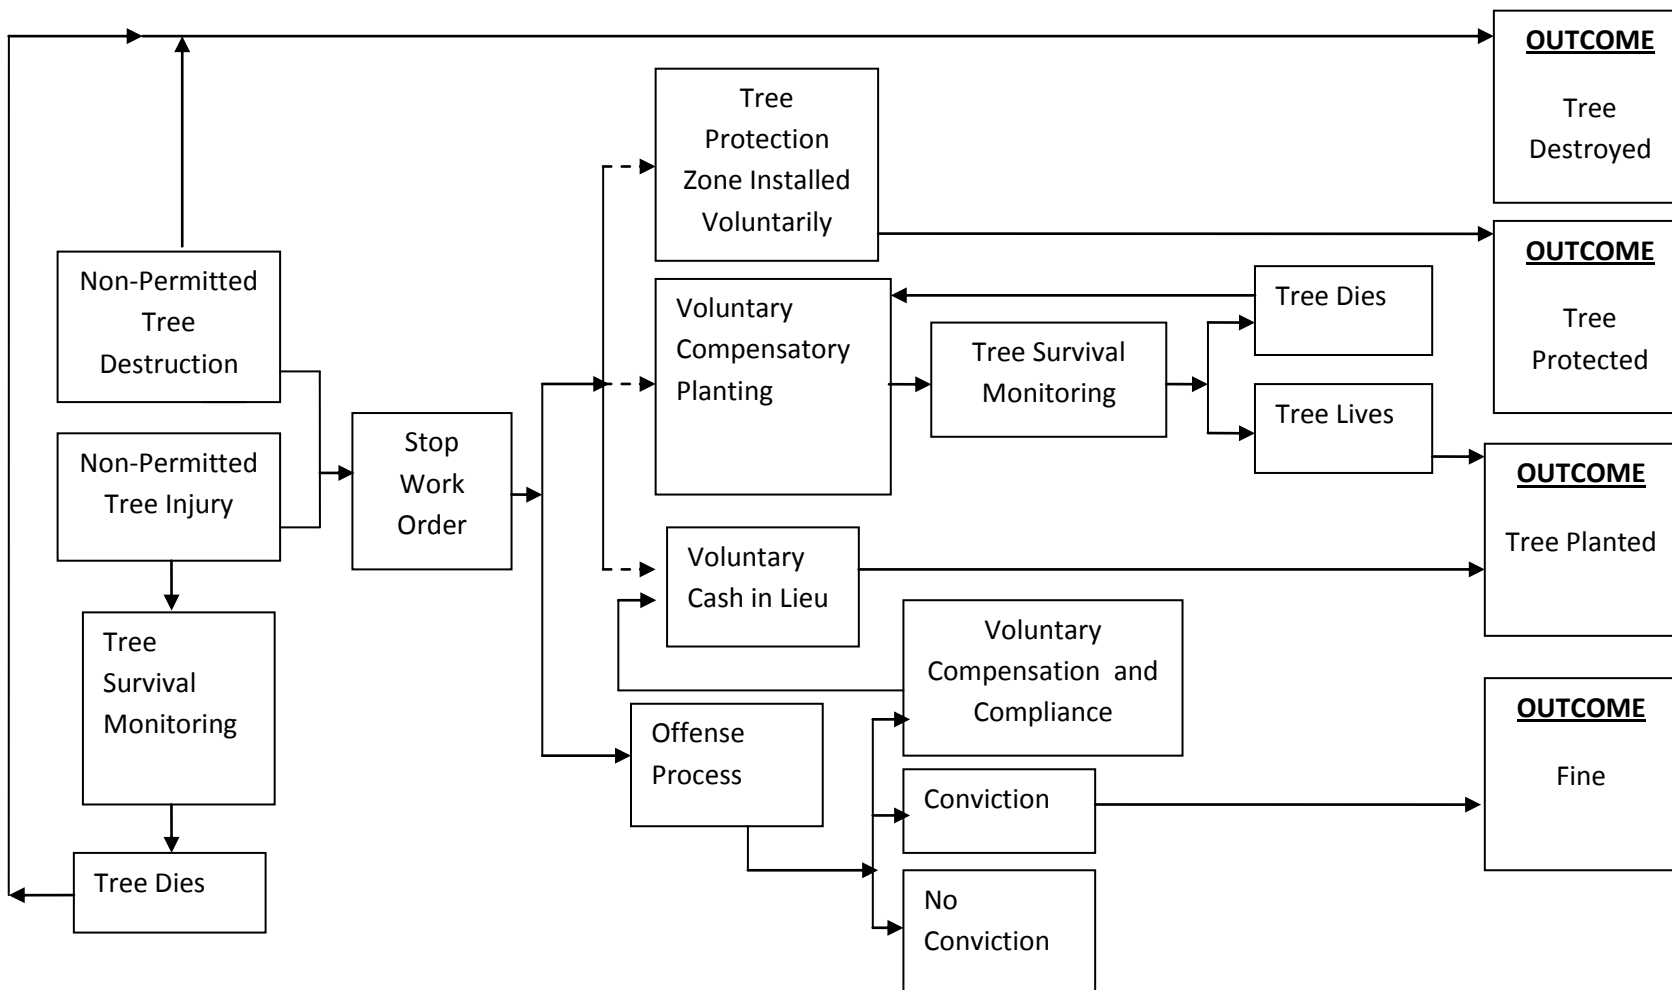 OUTCOME
Tree
Destroyed
Tree
Protection
Zone Installed
Voluntarily
OUTCOME
Tree
Protected
Non-Permitted
Tree
Destruction
Voluntary
Compensatory
Planting
Tree Survival
Monitoring
Tree Dies
Tree Lives
Non-Permitted
Tree Injury
Stop
Work
Order
OUTCOME
Tree Planted
Voluntary
Cash in Lieu
Tree
Survival
Monitoring
Voluntary
Compensation and
Compliance
Offense
Process
OUTCOME
Fine
Conviction
Tree Dies
No
Conviction